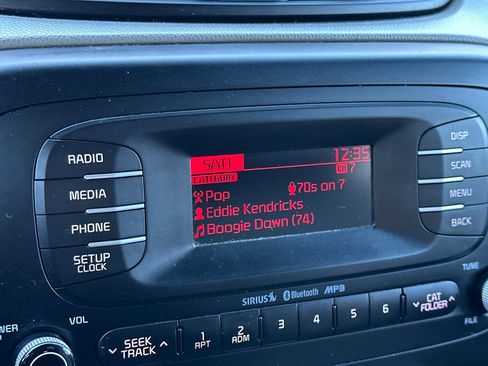 RADIO
MEDIA
PHONE
SETUP
CLOCK
SAT1 12:35
CATEGORY CH 7
Pop 70s on 7
Eddie Kendricks
Boogie Down (74)
DISP
SCAN
MENU
BACK
SIRIUS Bluetooth MP3
VOL
TUNE
FILE
SEEK
TRACK
1
APT
2
RDM
3
4
5
6
CAT
FOLDER